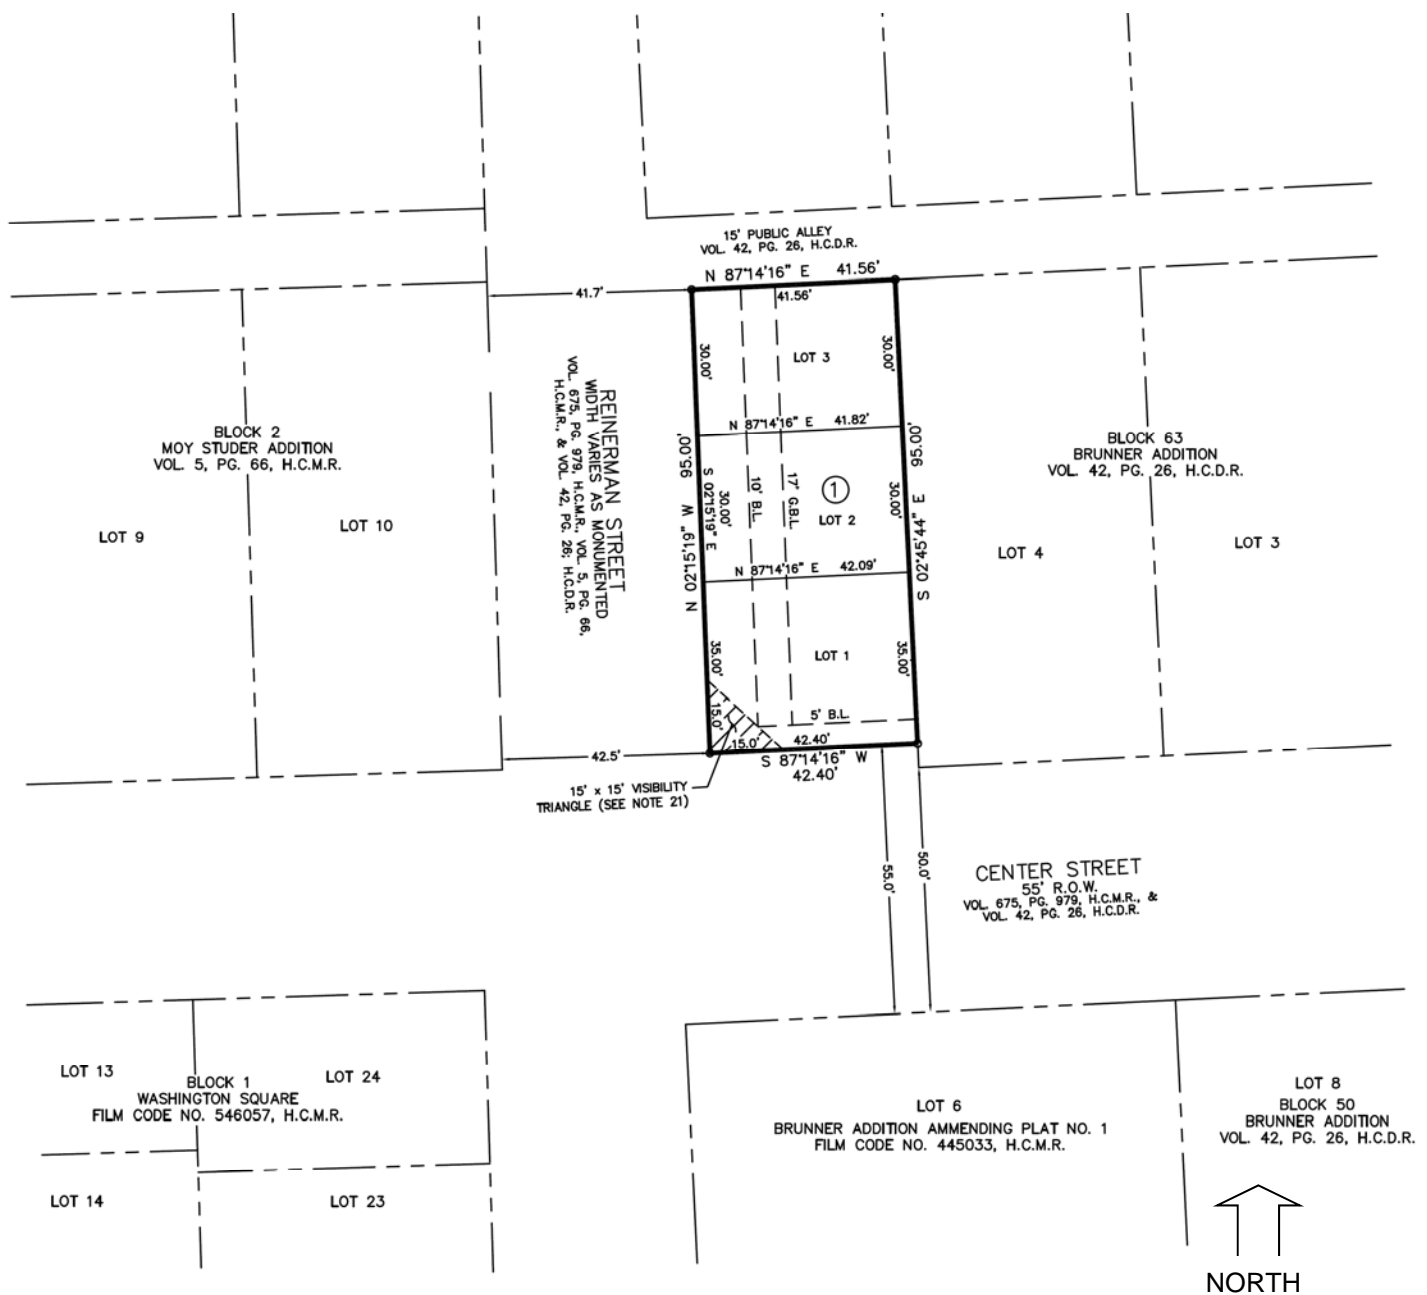 15' PUBLIC ALLEY
VOL. 42, PG. 26, H.C.D.R.
N 87°14'16" E 41.56'
41.7'
41.56'
30.00'
LOT 3
30.00'
REINERMAN STREET
WIDTH VARIES AS MONUMENTED
VOL. 675, PG. 979, H.C.M.R., VOL. 5, PG. 66,
H.C.M.R., & VOL. 42, PG. 26; H.C.D.R.
N 87°14'16" E 41.82'
BLOCK 2
MOY STUDER ADDITION
VOL. 5, PG. 66, H.C.M.R.
BLOCK 63
BRUNNER ADDITION
VOL. 42, PG. 26, H.C.D.R.
N 02°15'19" W 95.00'
S 02°15'19" E
30.00'
10' B.L.
17' G.B.L.
1
LOT 2
30.00'
S 02°45'44" E 95.00'
LOT 9
LOT 10
LOT 4
LOT 3
N 87°14'16" E 42.09'
35.00'
LOT 1
35.00'
15.0'
5' B.L.
15.0'
42.40'
42.5'
S 87°14'16" W
42.40'
15' x 15' VISIBILITY
TRIANGLE (SEE NOTE 21)
55.0'
50.0'
CENTER STREET
55' R.O.W.
VOL. 675, PG. 979, H.C.M.R., &
VOL. 42, PG. 26, H.C.D.R.
LOT 13
LOT 24
BLOCK 1
WASHINGTON SQUARE
FILM CODE NO. 546057, H.C.M.R.
LOT 6
BRUNNER ADDITION AMMENDING PLAT NO. 1
FILM CODE NO. 445033, H.C.M.R.
LOT 8
BLOCK 50
BRUNNER ADDITION
VOL. 42, PG. 26, H.C.D.R.
LOT 14
LOT 23
NORTH